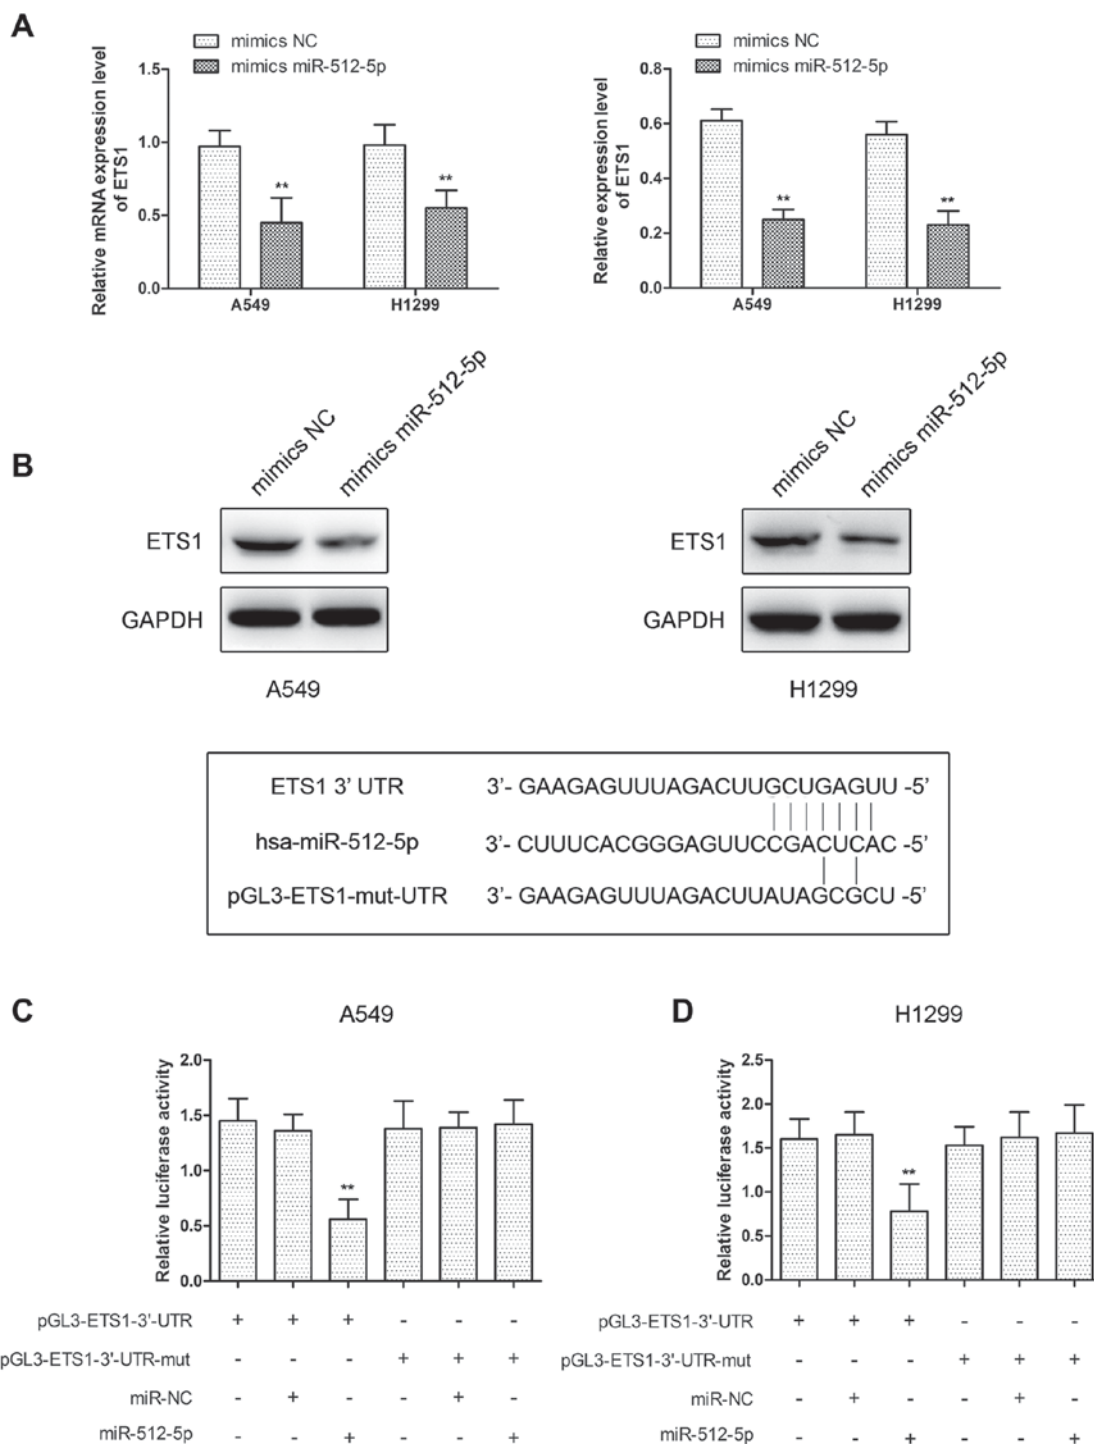 A
mimics NC
mimics miR-512-5p
Relative mRNA expression level
of ETS1
1.5
1.0
0.5
0.0
**
**
A549
H1299
mimics NC
mimics miR-512-5p
Relative expression level
of ETS1
0.8
0.6
0.4
0.2
0.0
**
**
A549
H1299
B
mimics NC
mimics miR-512-5p
ETS1
GAPDH
A549
mimics NC
mimics miR-512-5p
ETS1
GAPDH
H1299
ETS1 3' UTR 3'- GAAGAGUUUAGACUUGCUGAGUU -5'
hsa-miR-512-5p 3'- CUUUCACGGGAGUUCCGACUCAC -5'
pGL3-ETS1-mut-UTR 3'- GAAGAGUUUAGACUUAUAGCGCU -5'
C
A549
Relative luciferase activity
2.0
1.5
1.0
0.5
0.0
**
pGL3-ETS1-3'-UTR + + + - - -
pGL3-ETS1-3'-UTR-mut - - - + + +
miR-NC - + - - + -
miR-512-5p - - + - - +
D
H1299
Relative luciferase activity
2.5
2.0
1.5
1.0
0.5
0.0
**
pGL3-ETS1-3'-UTR + + + - - -
pGL3-ETS1-3'-UTR-mut - - - + + +
miR-NC - + - - + -
miR-512-5p - - + - - +